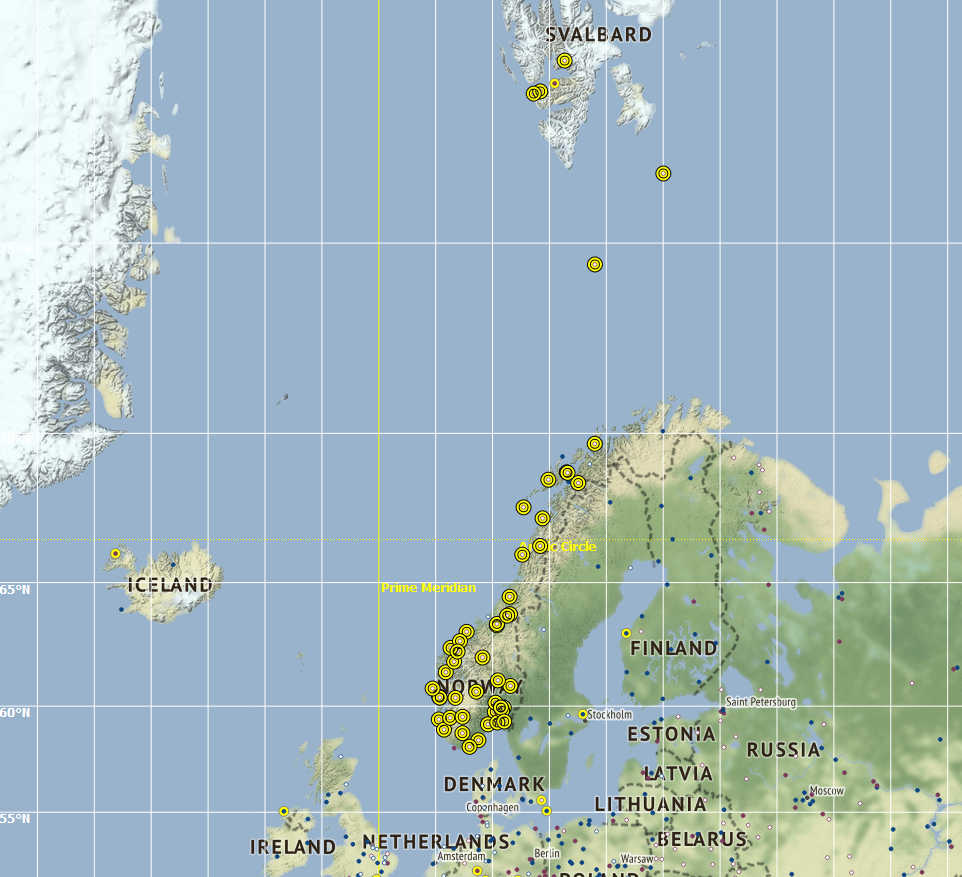 SVALBARD
Arctic Circle
ICELAND
Prime Meridian
65°N
FINLAND
NORWAY
Saint Petersburg
60°N
Stockholm
ESTONIA
RUSSIA
LATVIA
DENMARK
Moscow
LITHUANIA
Copenhagen
55°N
BELARUS
IRELAND
NETHERLANDS
Amsterdam
Berlin
Warsaw
POLAND